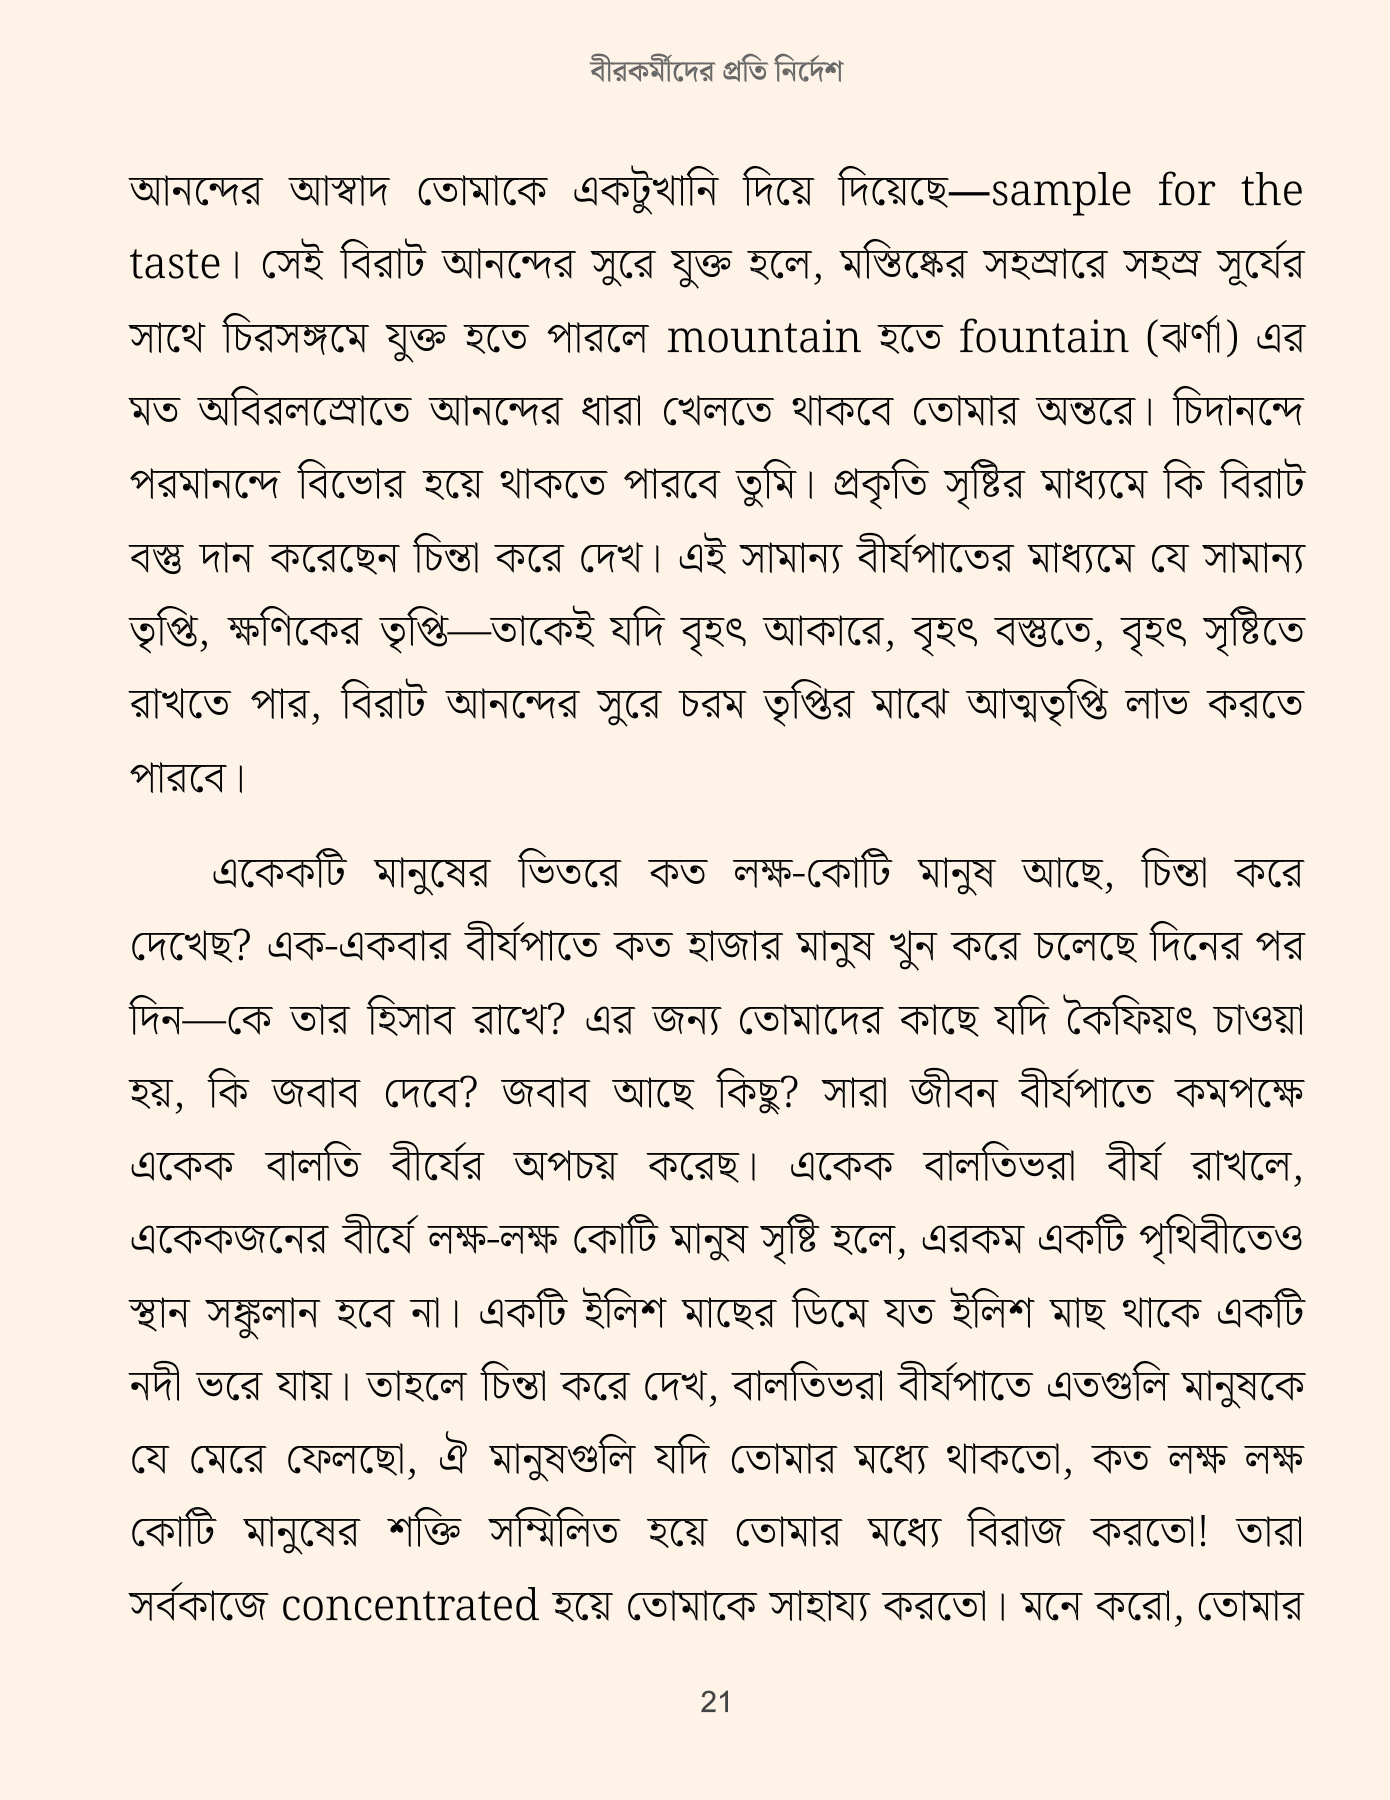 বীরকর্মীদের প্রতি নির্দেশ
আনন্দের আস্বাদ তোমাকে একটুখানি দিয়ে দিয়েছে—sample for the
taste। সেই বিরাট আনন্দের সুরে যুক্ত হলে, মস্তিষ্কের সহস্রারে সহস্র সূর্যের
সাথে চিরসঙ্গমে যুক্ত হতে পারলে mountain হতে fountain (ঝর্ণা) এর
মত অবিরলস্রোতে আনন্দের ধারা খেলতে থাকবে তোমার অন্তরে। চিদানন্দে
পরমানন্দে বিভোর হয়ে থাকতে পারবে তুমি। প্রকৃতি সৃষ্টির মাধ্যমে কি বিরাট
বস্তু দান করেছেন চিন্তা করে দেখ। এই সামান্য বীর্যপাতের মাধ্যমে যে সামান্য
তৃপ্তি, ক্ষণিকের তৃপ্তি—তাকেই যদি বৃহৎ আকারে, বৃহৎ বস্তুতে, বৃহৎ সৃষ্টিতে
রাখতে পার, বিরাট আনন্দের সুরে চরম তৃপ্তির মাঝে আত্মতৃপ্তি লাভ করতে
পারবে।
একেকটি মানুষের ভিতরে কত লক্ষ-কোটি মানুষ আছে, চিন্তা করে
দেখেছ? এক-একবার বীর্যপাতে কত হাজার মানুষ খুন করে চলেছে দিনের পর
দিন—কে তার হিসাব রাখে? এর জন্য তোমাদের কাছে যদি কৈফিয়ৎ চাওয়া
হয়, কি জবাব দেবে? জবাব আছে কিছু? সারা জীবন বীর্যপাতে কমপক্ষে
একেক বালতি বীর্যের অপচয় করেছ। একেক বালতিভরা বীর্য রাখলে,
একেকজনের বীর্যে লক্ষ-লক্ষ কোটি মানুষ সৃষ্টি হলে, এরকম একটি পৃথিবীতেও
স্থান সঙ্কুলান হবে না। একটি ইলিশ মাছের ডিমে যত ইলিশ মাছ থাকে একটি
নদী ভরে যায়। তাহলে চিন্তা করে দেখ, বালতিভরা বীর্যপাতে এতগুলি মানুষকে
যে মেরে ফেলছো, ঐ মানুষগুলি যদি তোমার মধ্যে থাকতো, কত লক্ষ লক্ষ
কোটি মানুষের শক্তি সম্মিলিত হয়ে তোমার মধ্যে বিরাজ করতো! তারা
সর্বকাজে concentrated হয়ে তোমাকে সাহায্য করতো। মনে করো, তোমার
21